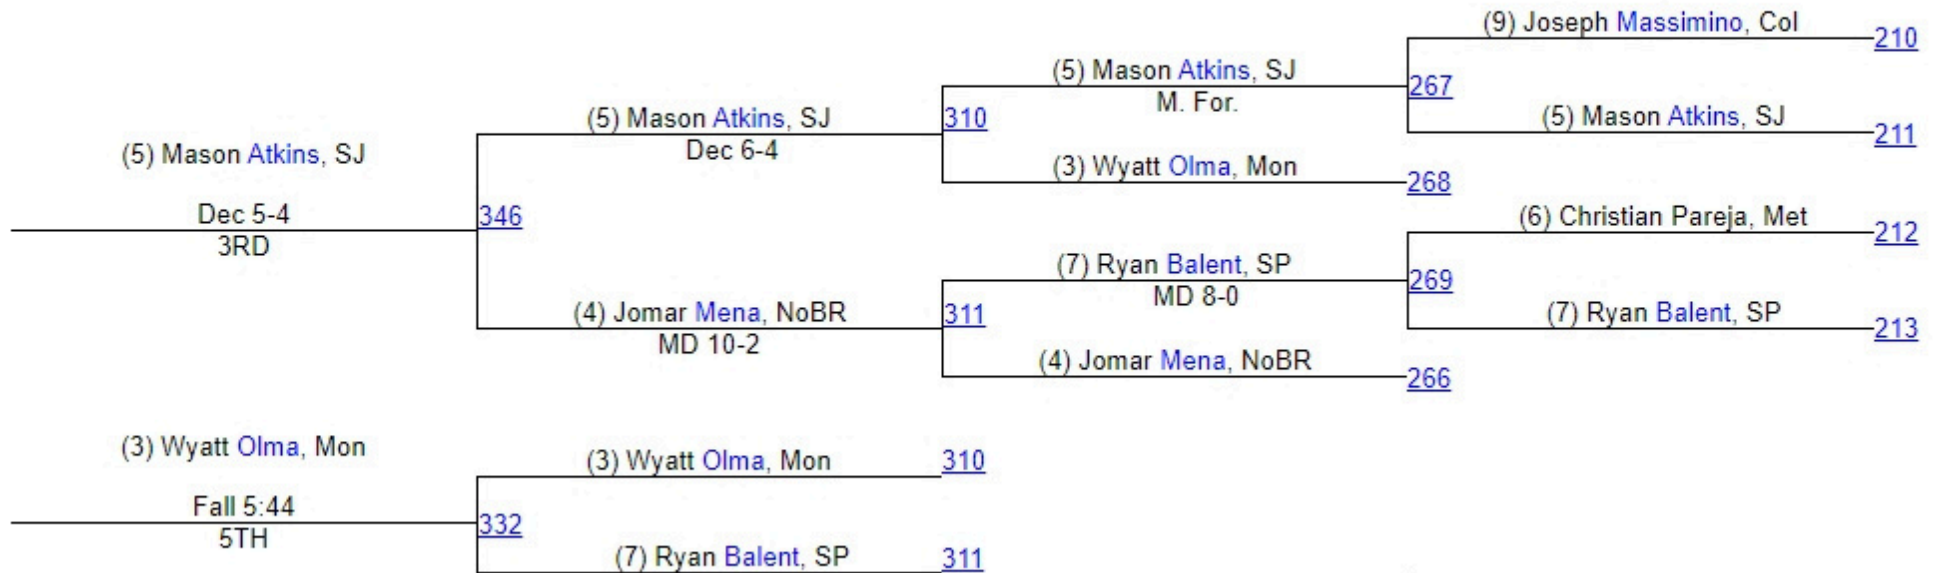 (9) Joseph Massimino, Col
210
(5) Mason Atkins, SJ
M. For.
267
(5) Mason Atkins, SJ
211
(5) Mason Atkins, SJ
Dec 6-4
310
(3) Wyatt Olma, Mon
268
(5) Mason Atkins, SJ
Dec 5-4
3RD
346
(6) Christian Pareja, Met
212
(7) Ryan Balent, SP
MD 8-0
269
(7) Ryan Balent, SP
213
(4) Jomar Mena, NoBR
MD 10-2
311
(4) Jomar Mena, NoBR
266
(3) Wyatt Olma, Mon
Fall 5:44
5TH
332
(3) Wyatt Olma, Mon
310
(7) Ryan Balent, SP
311